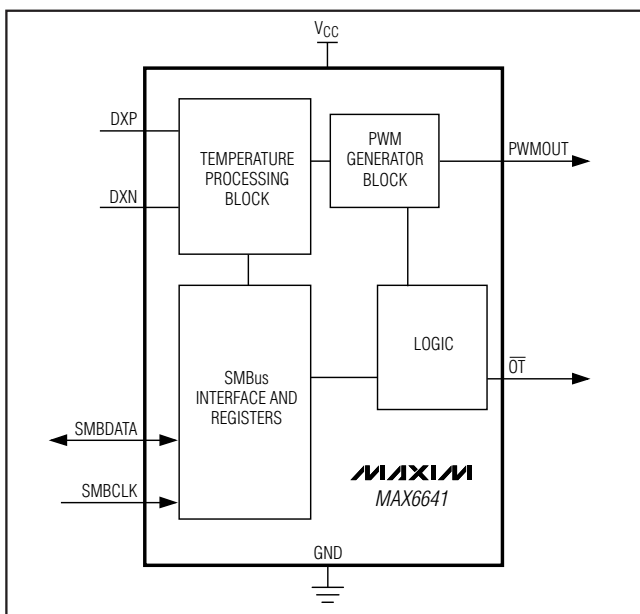 VCC
DXP
DXN
TEMPERATURE
PROCESSING
BLOCK
PWM
GENERATOR
BLOCK
PWMOUT
SMBus
INTERFACE AND
REGISTERS
LOGIC
OT
SMBDATA
SMBCLK
MAXIM
MAX6641
GND